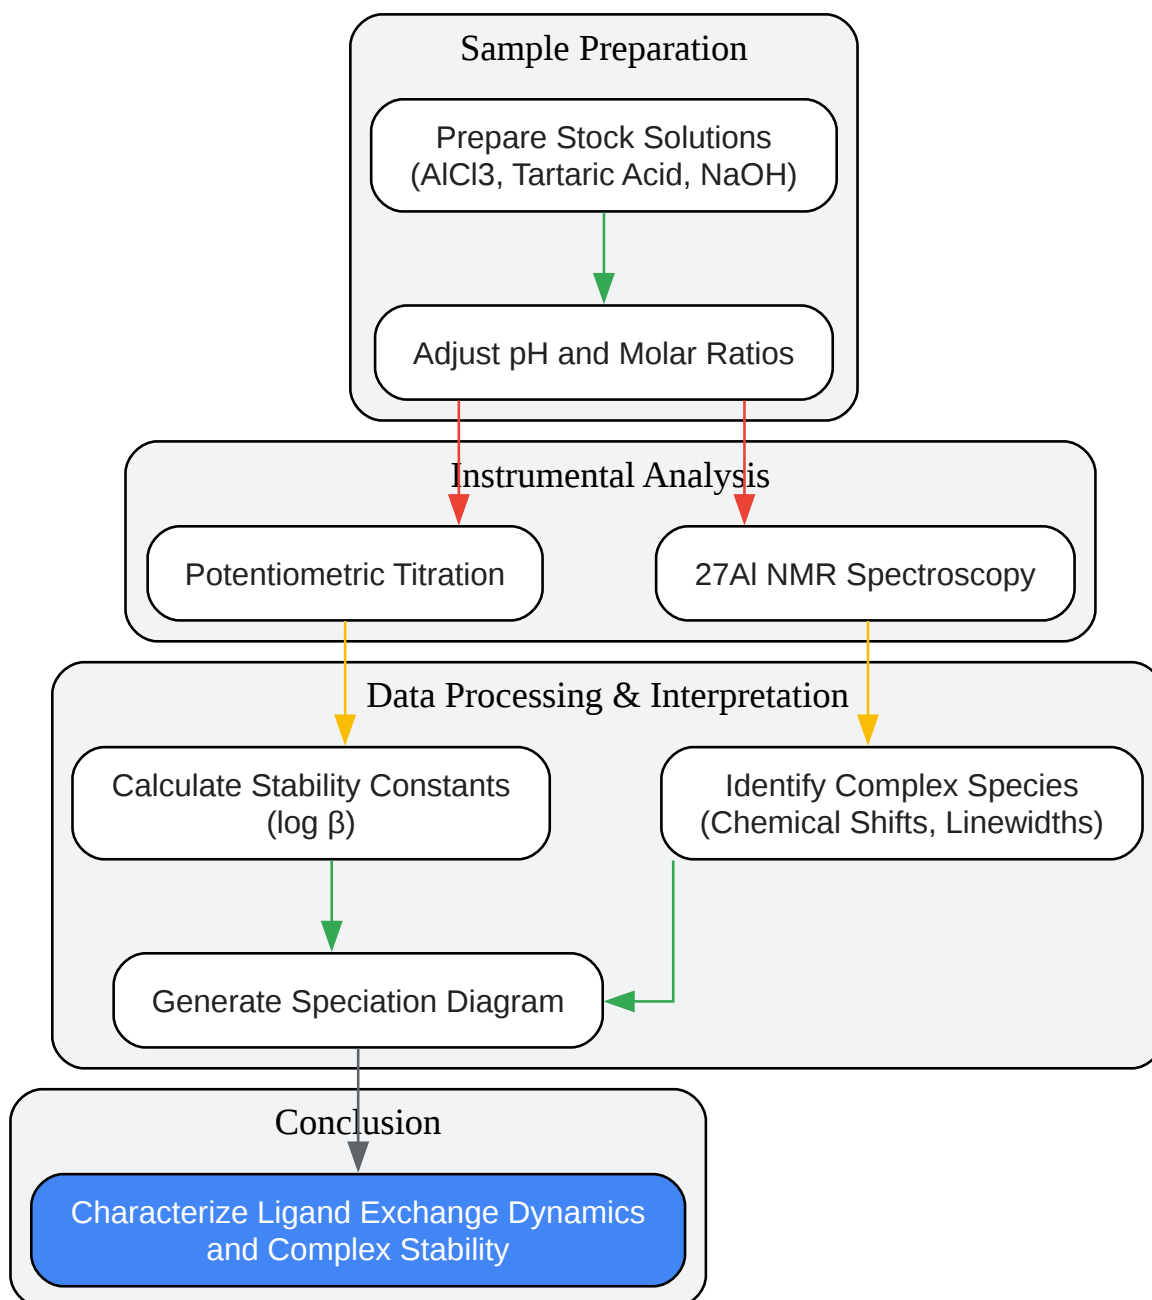 Sample Preparation
Prepare Stock Solutions
(AlCl3, Tartaric Acid, NaOH)
Adjust pH and Molar Ratios
Instrumental Analysis
Potentiometric Titration
27Al NMR Spectroscopy
Data Processing & Interpretation
Calculate Stability Constants
(log β)
Identify Complex Species
(Chemical Shifts, Linewidths)
Generate Speciation Diagram
Conclusion
Characterize Ligand Exchange Dynamics
and Complex Stability